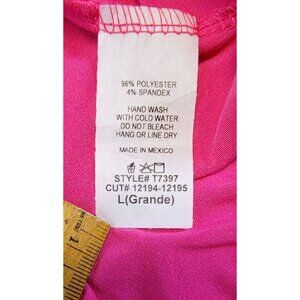 96% POLYESTER
4% SPANDEX
HAND WASH
WITH COLD WATER
DO NOT BLEACH
HANG OR LINE DRY
MADE IN MEXICO
STYLE# T7397
CUT# 12194-12195
L(Grande)
1